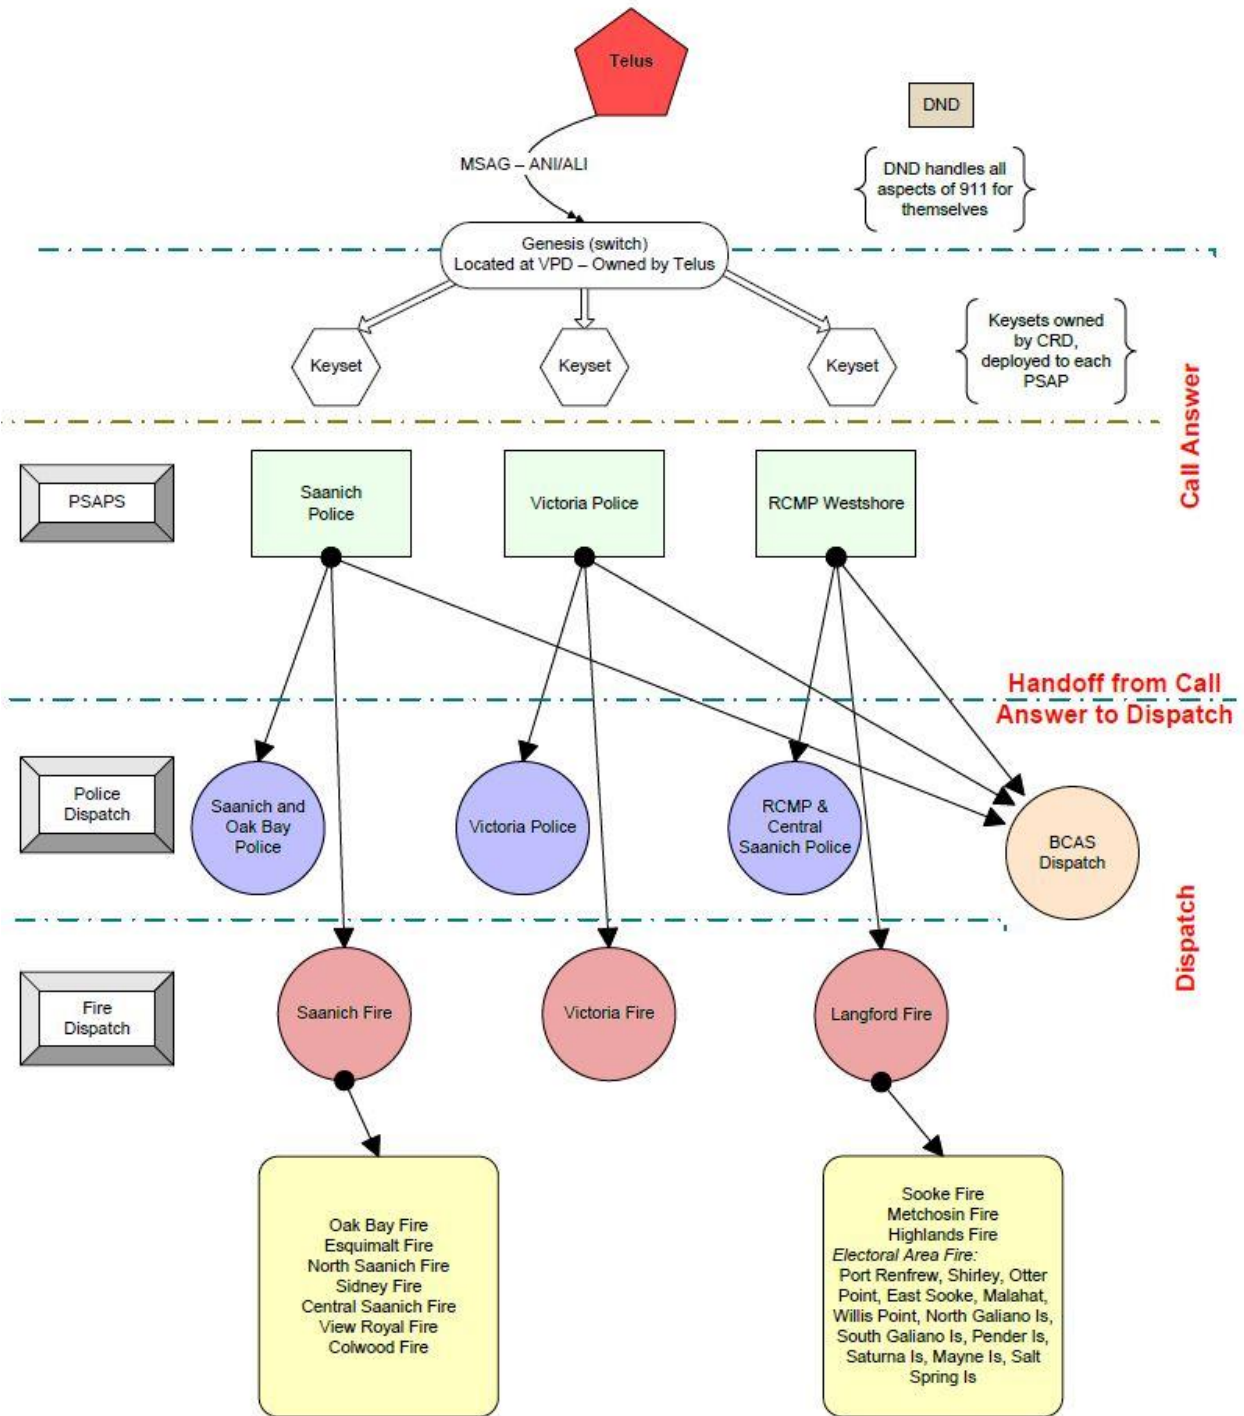 Telus
DND
MSAG – ANI/ALI
DND handles all
aspects of 911 for
themselves
Genesis (switch)
Located at VPD – Owned by Telus
Keyset
Keyset
Keyset
Keysets owned
by CRD,
deployed to each
PSAP
Call Answer
PSAPS
Saanich
Police
Victoria Police
RCMP Westshore
Handoff from Call
Answer to Dispatch
Police
Dispatch
Saanich and
Oak Bay
Police
Victoria Police
RCMP &
Central
Saanich Police
BCAS
Dispatch
Dispatch
Fire
Dispatch
Saanich Fire
Victoria Fire
Langford Fire
Oak Bay Fire
Esquimalt Fire
North Saanich Fire
Sidney Fire
Central Saanich Fire
View Royal Fire
Colwood Fire
Sooke Fire
Metchosin Fire
Highlands Fire
Electoral Area Fire:
Port Renfrew, Shirley, Otter
Point, East Sooke, Malahat,
Willis Point, North Galiano Is,
South Galiano Is, Pender Is,
Saturna Is, Mayne Is, Salt
Spring Is